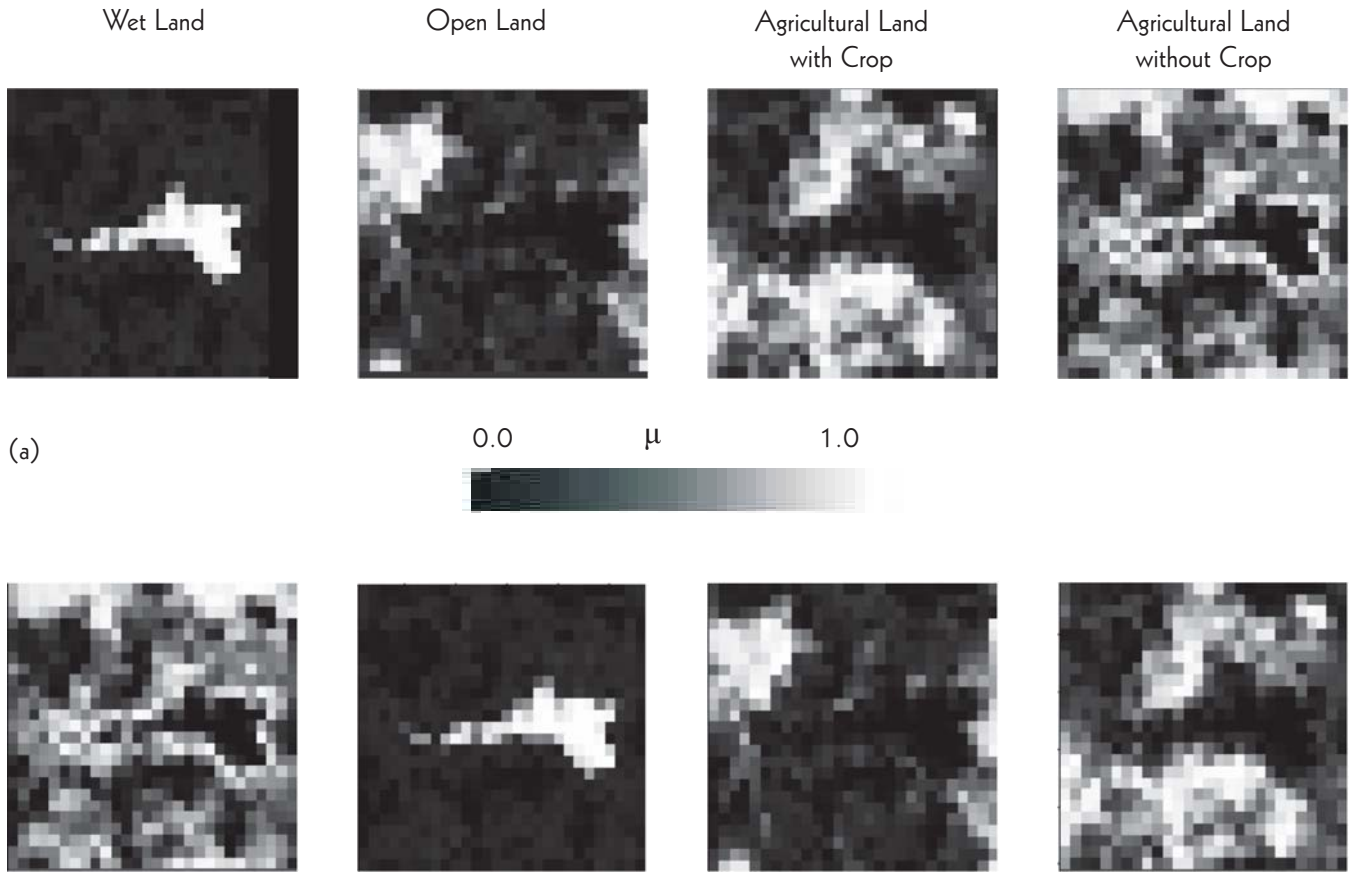 Wet Land
Open Land
Agricultural Land
with Crop
Agricultural Land
without Crop
(a)
0.0
μ
1.0